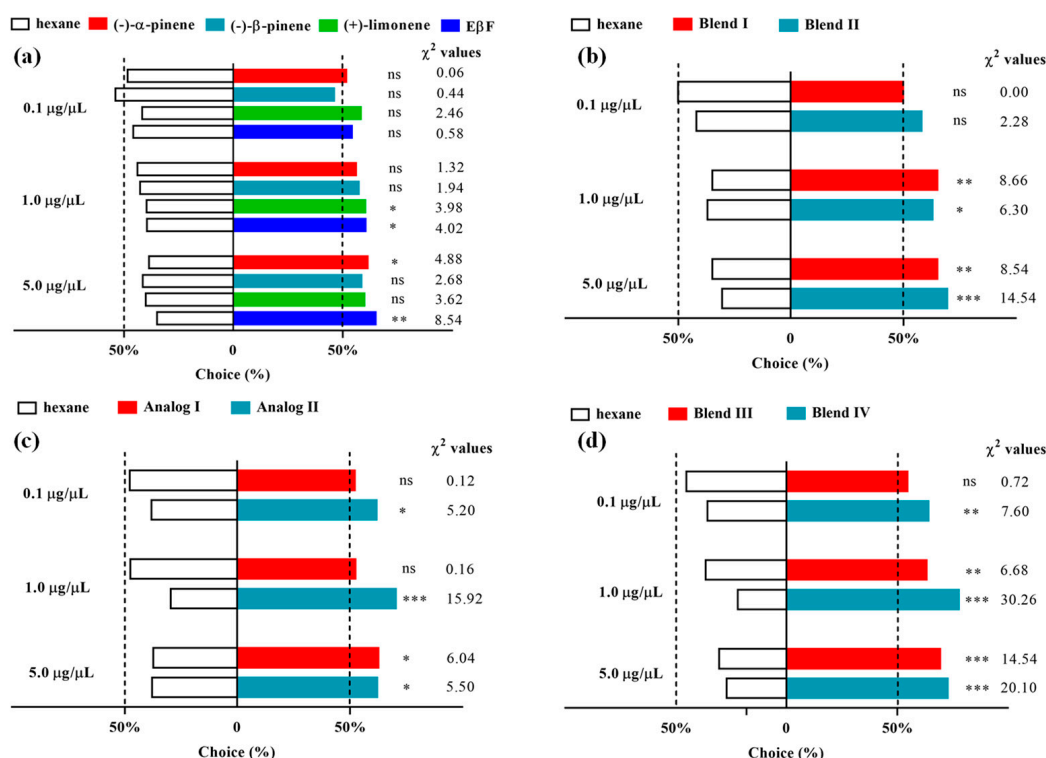 hexane (-)-α-pinene (-)-β-pinene (+)-limonene EβF
(a)
χ² values
0.1 μg/μL
ns 0.06
ns 0.44
ns 2.46
ns 0.58
1.0 μg/μL
ns 1.32
ns 1.94
* 3.98
* 4.02
5.0 μg/μL
* 4.88
ns 2.68
ns 3.62
** 8.54
50% 0 50%
Choice (%)
hexane Blend I Blend II
(b)
χ² values
0.1 μg/μL
ns 0.00
ns 2.28
1.0 μg/μL
** 8.66
* 6.30
5.0 μg/μL
** 8.54
*** 14.54
50% 0 50%
Choice (%)
hexane Analog I Analog II
(c)
χ² values
0.1 μg/μL
ns 0.12
* 5.20
1.0 μg/μL
ns 0.16
*** 15.92
5.0 μg/μL
* 6.04
* 5.50
50% 0 50%
Choice (%)
hexane Blend III Blend IV
(d)
χ² values
0.1 μg/μL
ns 0.72
** 7.60
1.0 μg/μL
** 6.68
*** 30.26
5.0 μg/μL
*** 14.54
*** 20.10
50% 0 50%
Choice (%)